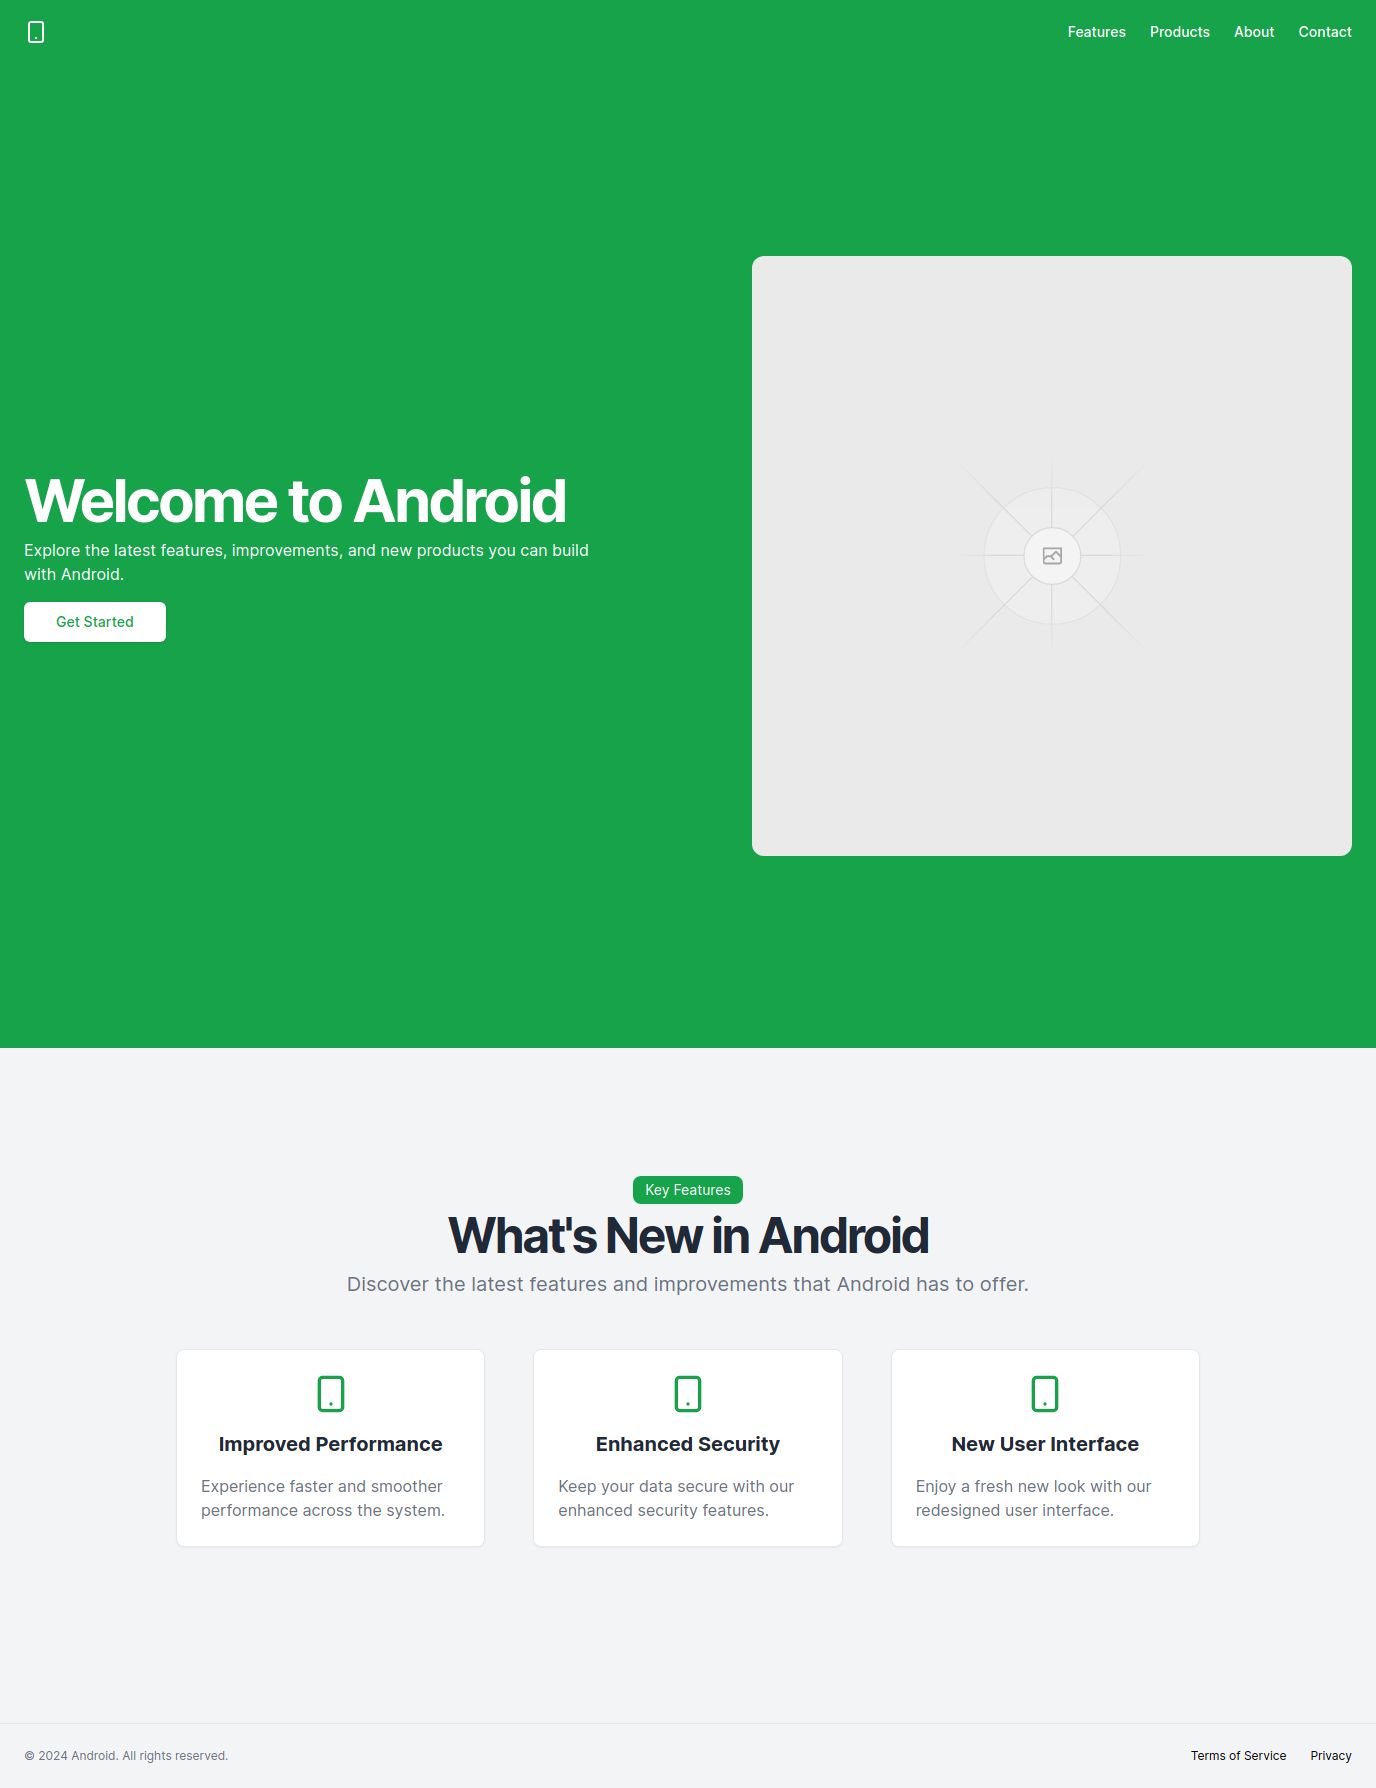 Features
Products
About
Contact
Welcome to Android
Explore the latest features, improvements, and new products you can build
with Android.
Get Started
Key Features
What's New in Android
Discover the latest features and improvements that Android has to offer.
Improved Performance
Experience faster and smoother
performance across the system.
Enhanced Security
Keep your data secure with our
enhanced security features.
New User Interface
Enjoy a fresh new look with our
redesigned user interface.
© 2024 Android. All rights reserved.
Terms of Service
Privacy